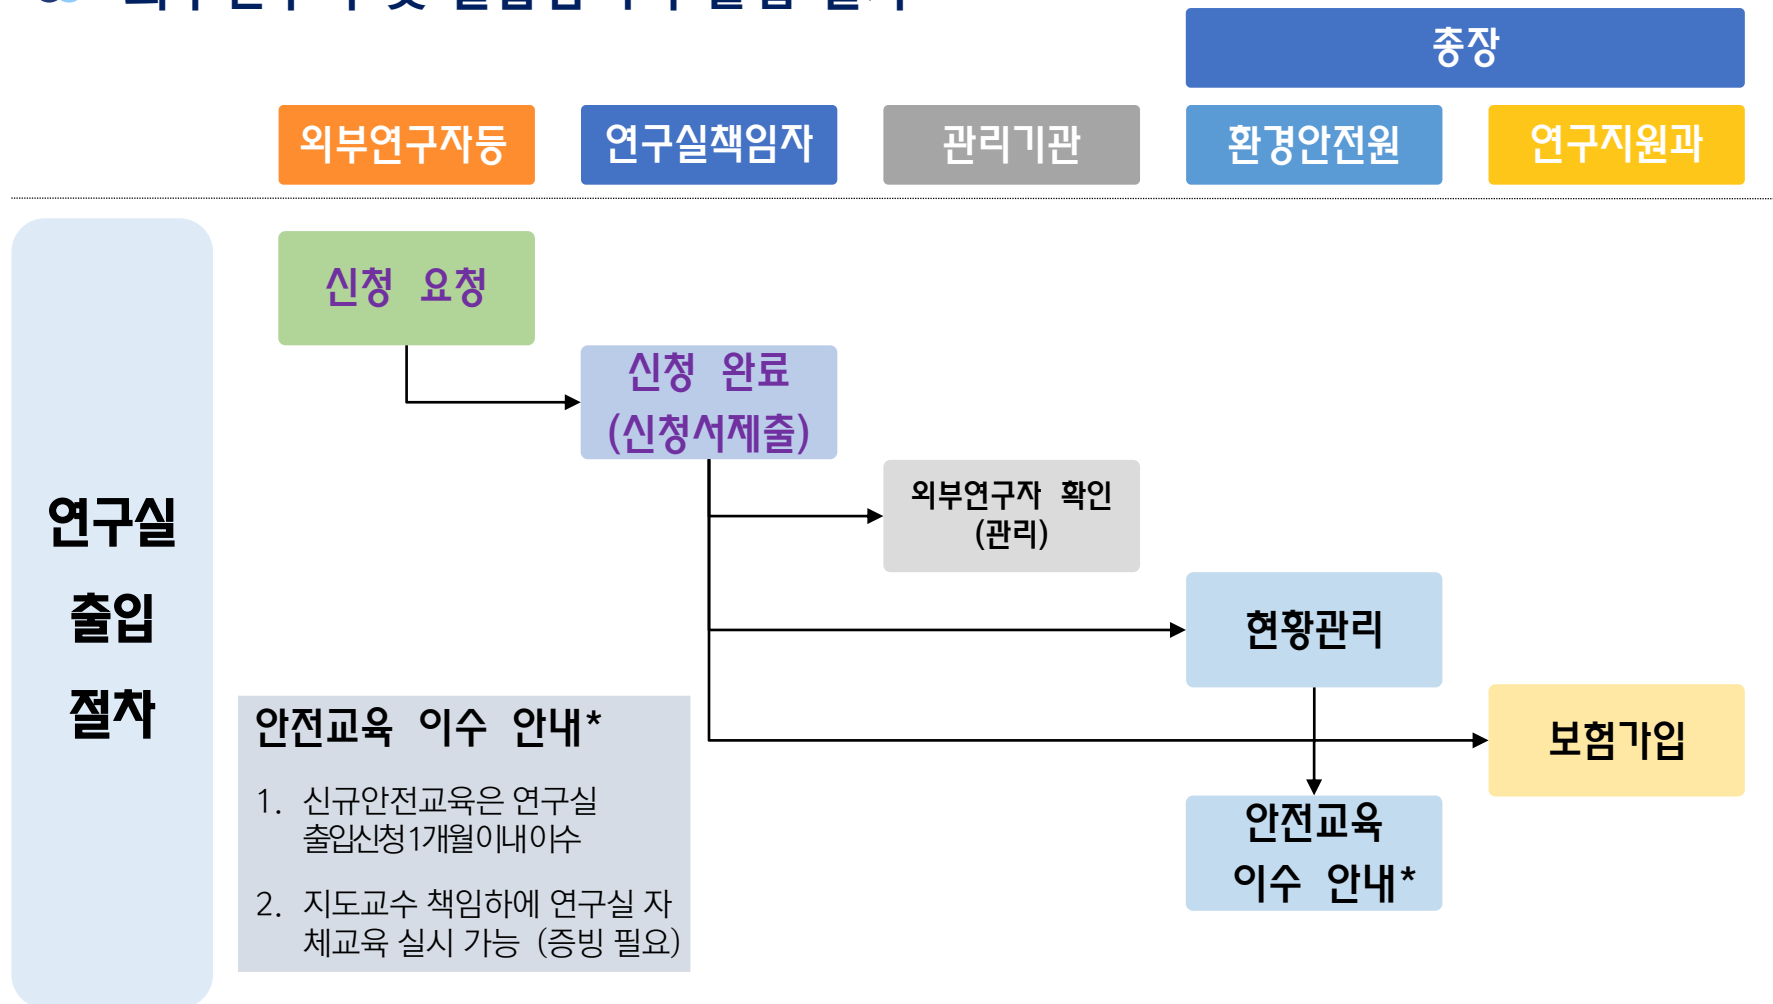 총장
외부연구자등
연구실책임자
관리기관
환경안전원
연구지원과
신청 요청
신청 완료
(신청서제출)
외부연구자 확인
(관리)
현황관리
보험가입
안전교육
이수 안내*
연구실
출입
절차
안전교육 이수 안내*
1. 신규안전교육은 연구실
출입신청 1개월 이내 이수
2. 지도교수 책임하에 연구실 자
체교육 실시 가능 (증빙 필요)